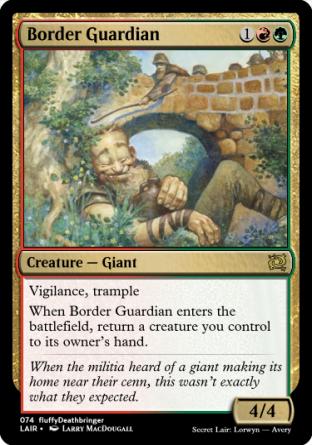 Border Guardian 1
Creature — Giant
Vigilance, trample
When Border Guardian enters the
battlefield, return a creature you control
to its owner's hand.
When the militia heard of a giant making its
home near their cenn, this wasn't exactly
what they expected.
4/4
074 fluffyDeathbringer
LAIR • Larry MacDougall
Secret Lair: Lorwyn — Avery